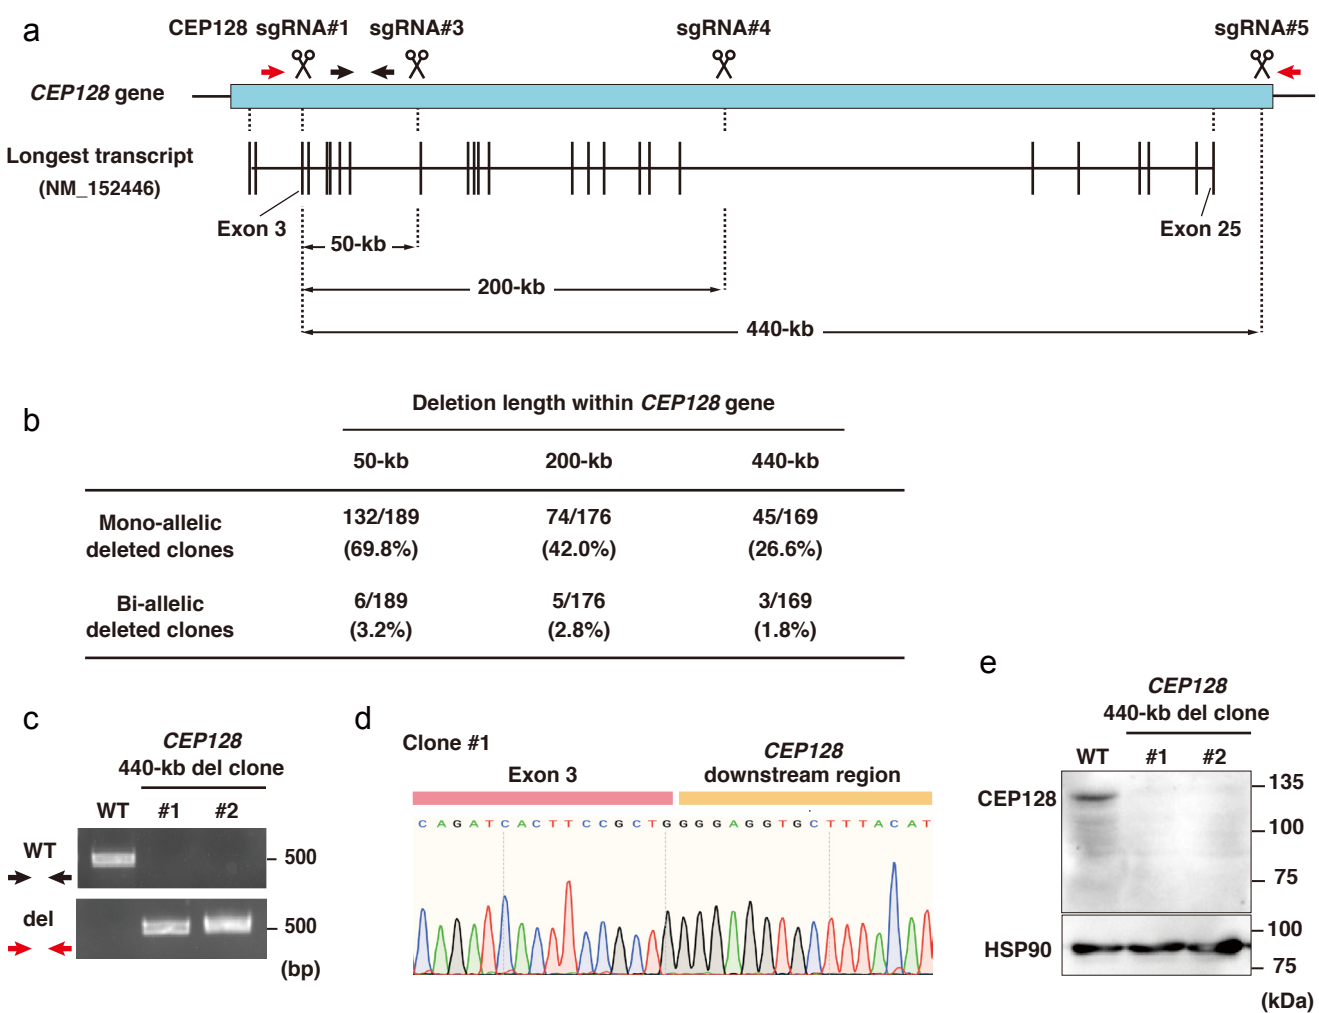 a
CEP128 sgRNA#1 sgRNA#3 sgRNA#4 sgRNA#5
CEP128 gene
Longest transcript
(NM_152446)
Exon 3
Exon 25
50-kb
200-kb
440-kb
b
Deletion length within CEP128 gene
50-kb 200-kb 440-kb
Mono-allelic
deleted clones
132/189 74/176 45/169
(69.8%) (42.0%) (26.6%)
Bi-allelic
deleted clones
6/189 5/176 3/169
(3.2%) (2.8%) (1.8%)
c
CEP128
440-kb del clone
WT #1 #2
WT
500
del
500
(bp)
d
Clone #1
Exon 3
CEP128
downstream region
C A G A T C A C T T C C G C T G G G G A G G T G C T T T A C A T
e
CEP128
440-kb del clone
WT #1 #2
CEP128
135
100
75
HSP90
100
75
(kDa)